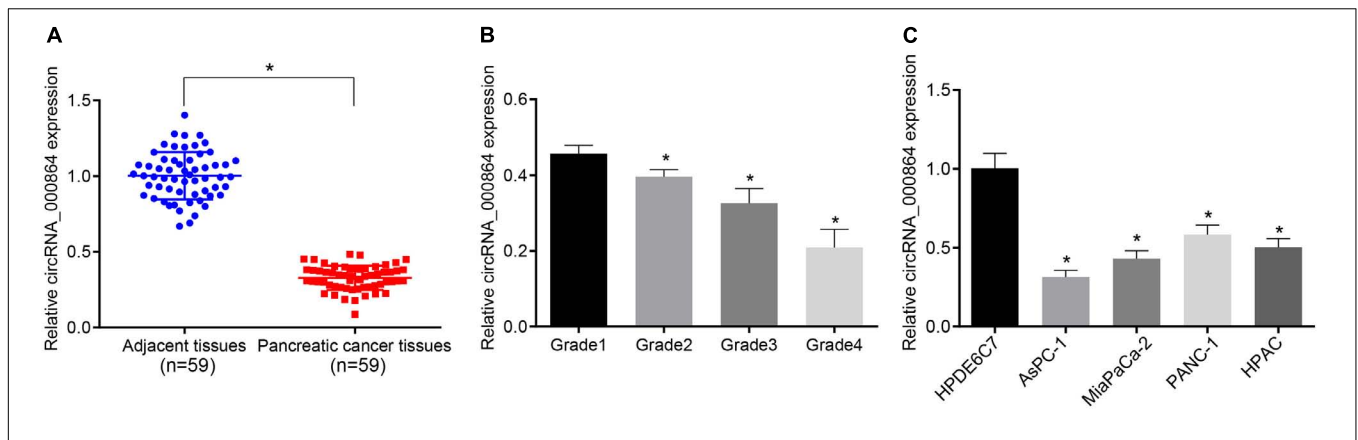 A
Relative circRNA_000864 expression
*
1.5
1.0
0.5
0.0
Adjacent tissues
(n=59)
Pancreatic cancer tissues
(n=59)
B
Relative circRNA_000864 expression
0.6
0.4
0.2
0.0
*
*
*
Grade1
Grade2
Grade3
Grade4
C
Relative circRNA_000864 expression
1.5
1.0
0.5
0.0
*
*
*
*
HPDE6C7
AsPC-1
MiaPaCa-2
PANC-1
HPAC